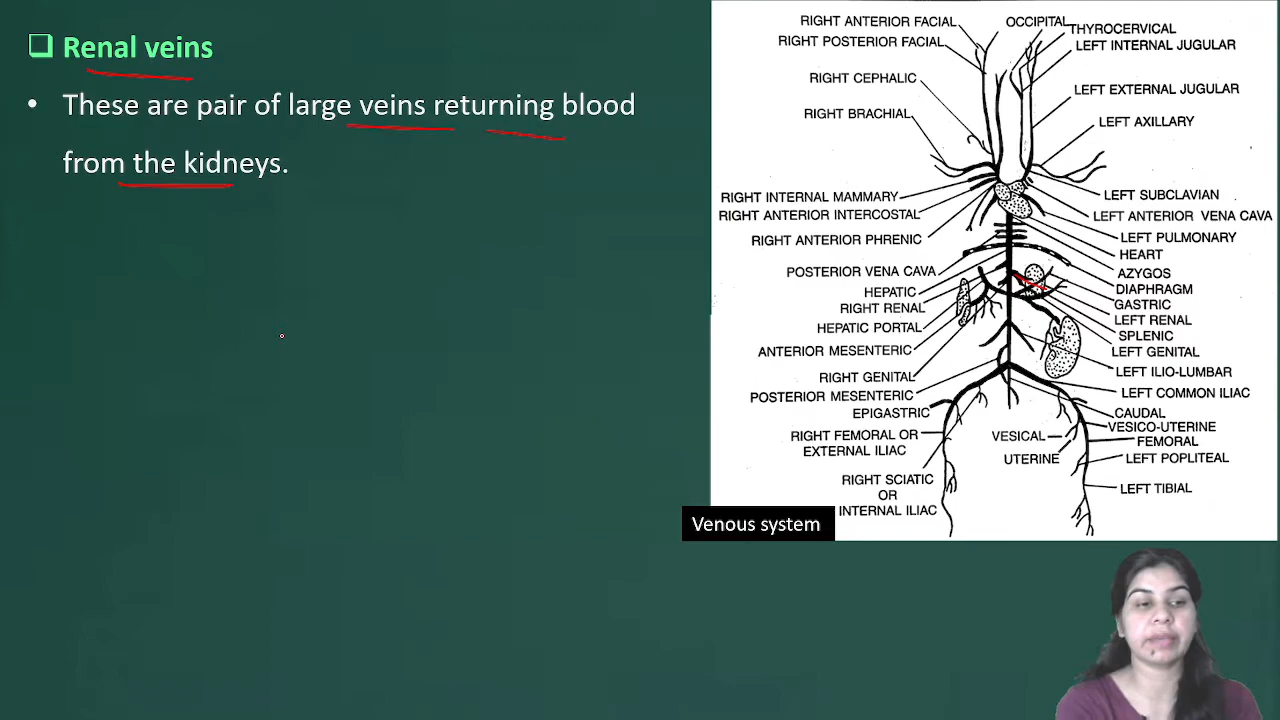 Renal veins
• These are pair of large veins returning blood
from the kidneys.
RIGHT ANTERIOR FACIAL
RIGHT POSTERIOR FACIAL
RIGHT CEPHALIC
RIGHT BRACHIAL
RIGHT INTERNAL MAMMARY
RIGHT ANTERIOR INTERCOSTAL
RIGHT ANTERIOR PHRENIC
POSTERIOR VENA CAVA
HEPATIC
RIGHT RENAL
HEPATIC PORTAL
ANTERIOR MESENTERIC
RIGHT GENITAL
POSTERIOR MESENTERIC
EPIGASTRIC
RIGHT FEMORAL OR
EXTERNAL ILIAC
RIGHT SCIATIC
OR
INTERNAL ILIAC
OCCIPITAL
THYROCERVICAL
LEFT INTERNAL JUGULAR
LEFT EXTERNAL JUGULAR
LEFT AXILLARY
LEFT SUBCLAVIAN
LEFT ANTERIOR VENA CAVA
LEFT PULMONARY
HEART
AZYGOS
DIAPHRAGM
GASTRIC
LEFT RENAL
SPLENIC
LEFT GENITAL
LEFT ILIO-LUMBAR
LEFT COMMON ILIAC
CAUDAL
VESICO-UTERINE
FEMORAL
VESICAL
UTERINE
LEFT POPLITEAL
LEFT TIBIAL
Venous system